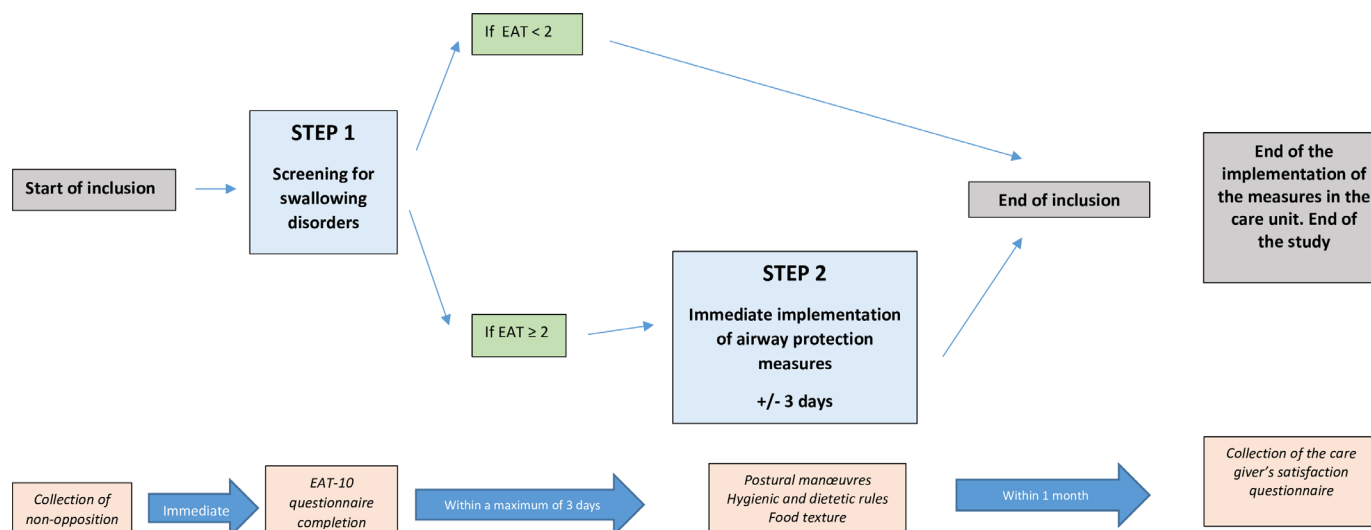 If EAT < 2
STEP 1
Screening for
swallowing
disorders
Start of inclusion
End of inclusion
End of the
implementation of
the measures in the
care unit. End of
the study
If EAT ≥ 2
STEP 2
Immediate implementation
of airway protection
measures
+/- 3 days
Collection of
non-opposition
Immediate
EAT-10
questionnaire
completion
Within a maximum of 3 days
Postural manœuvres
Hygienic and dietetic rules
Food texture
Within 1 month
Collection of the care
giver's satisfaction
questionnaire